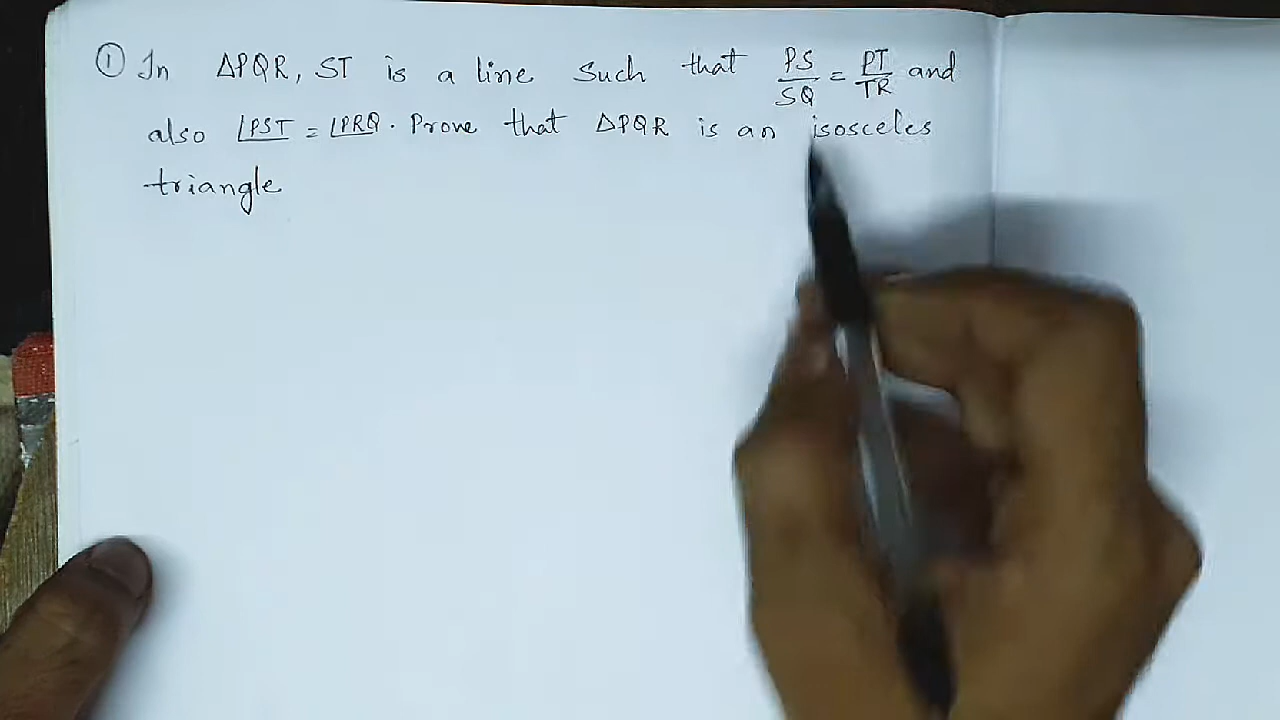 ① In ΔPQR, ST is a line such that PS/SQ = PT/TR and
also ∠PST = ∠PRQ. Prove that ΔPQR is an isosceles
triangle